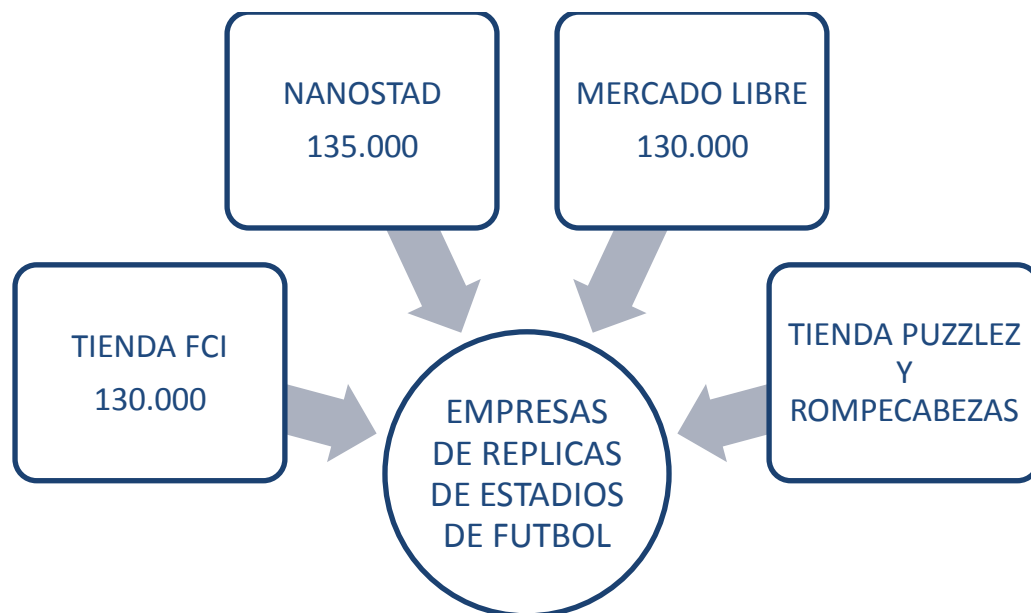 NANOSTAD
135.000
MERCADO LIBRE
130.000
TIENDA FCI
130.000
TIENDA PUZZLEZ
Y
ROMPECABEZAS
EMPRESAS
DE REPLICAS
DE ESTADIOS
DE FUTBOL